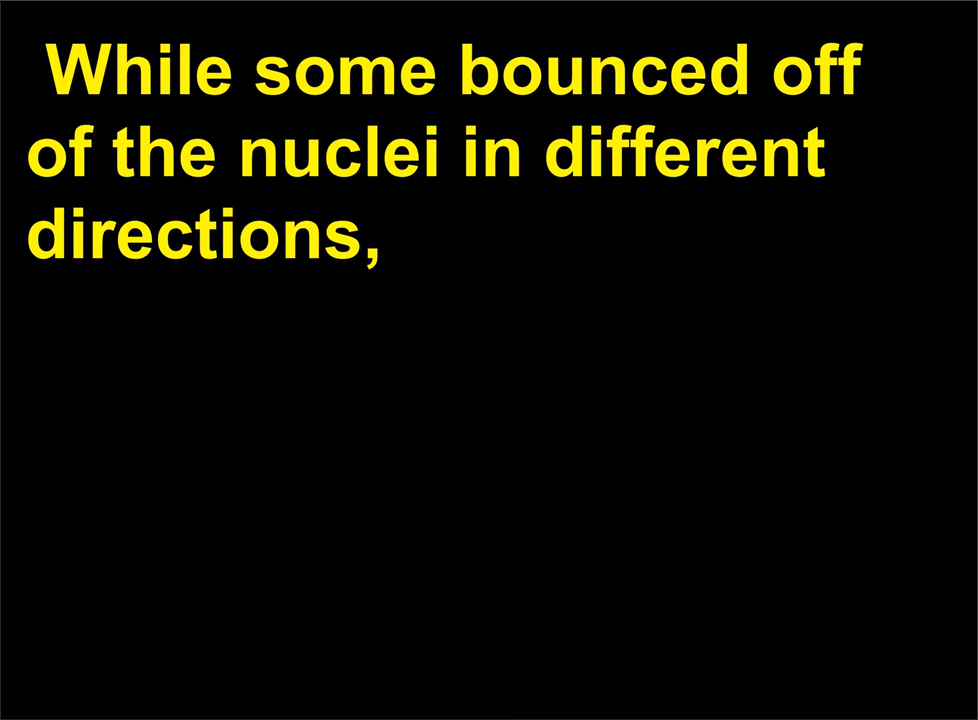 While some bounced off
of the nuclei in different
directions,